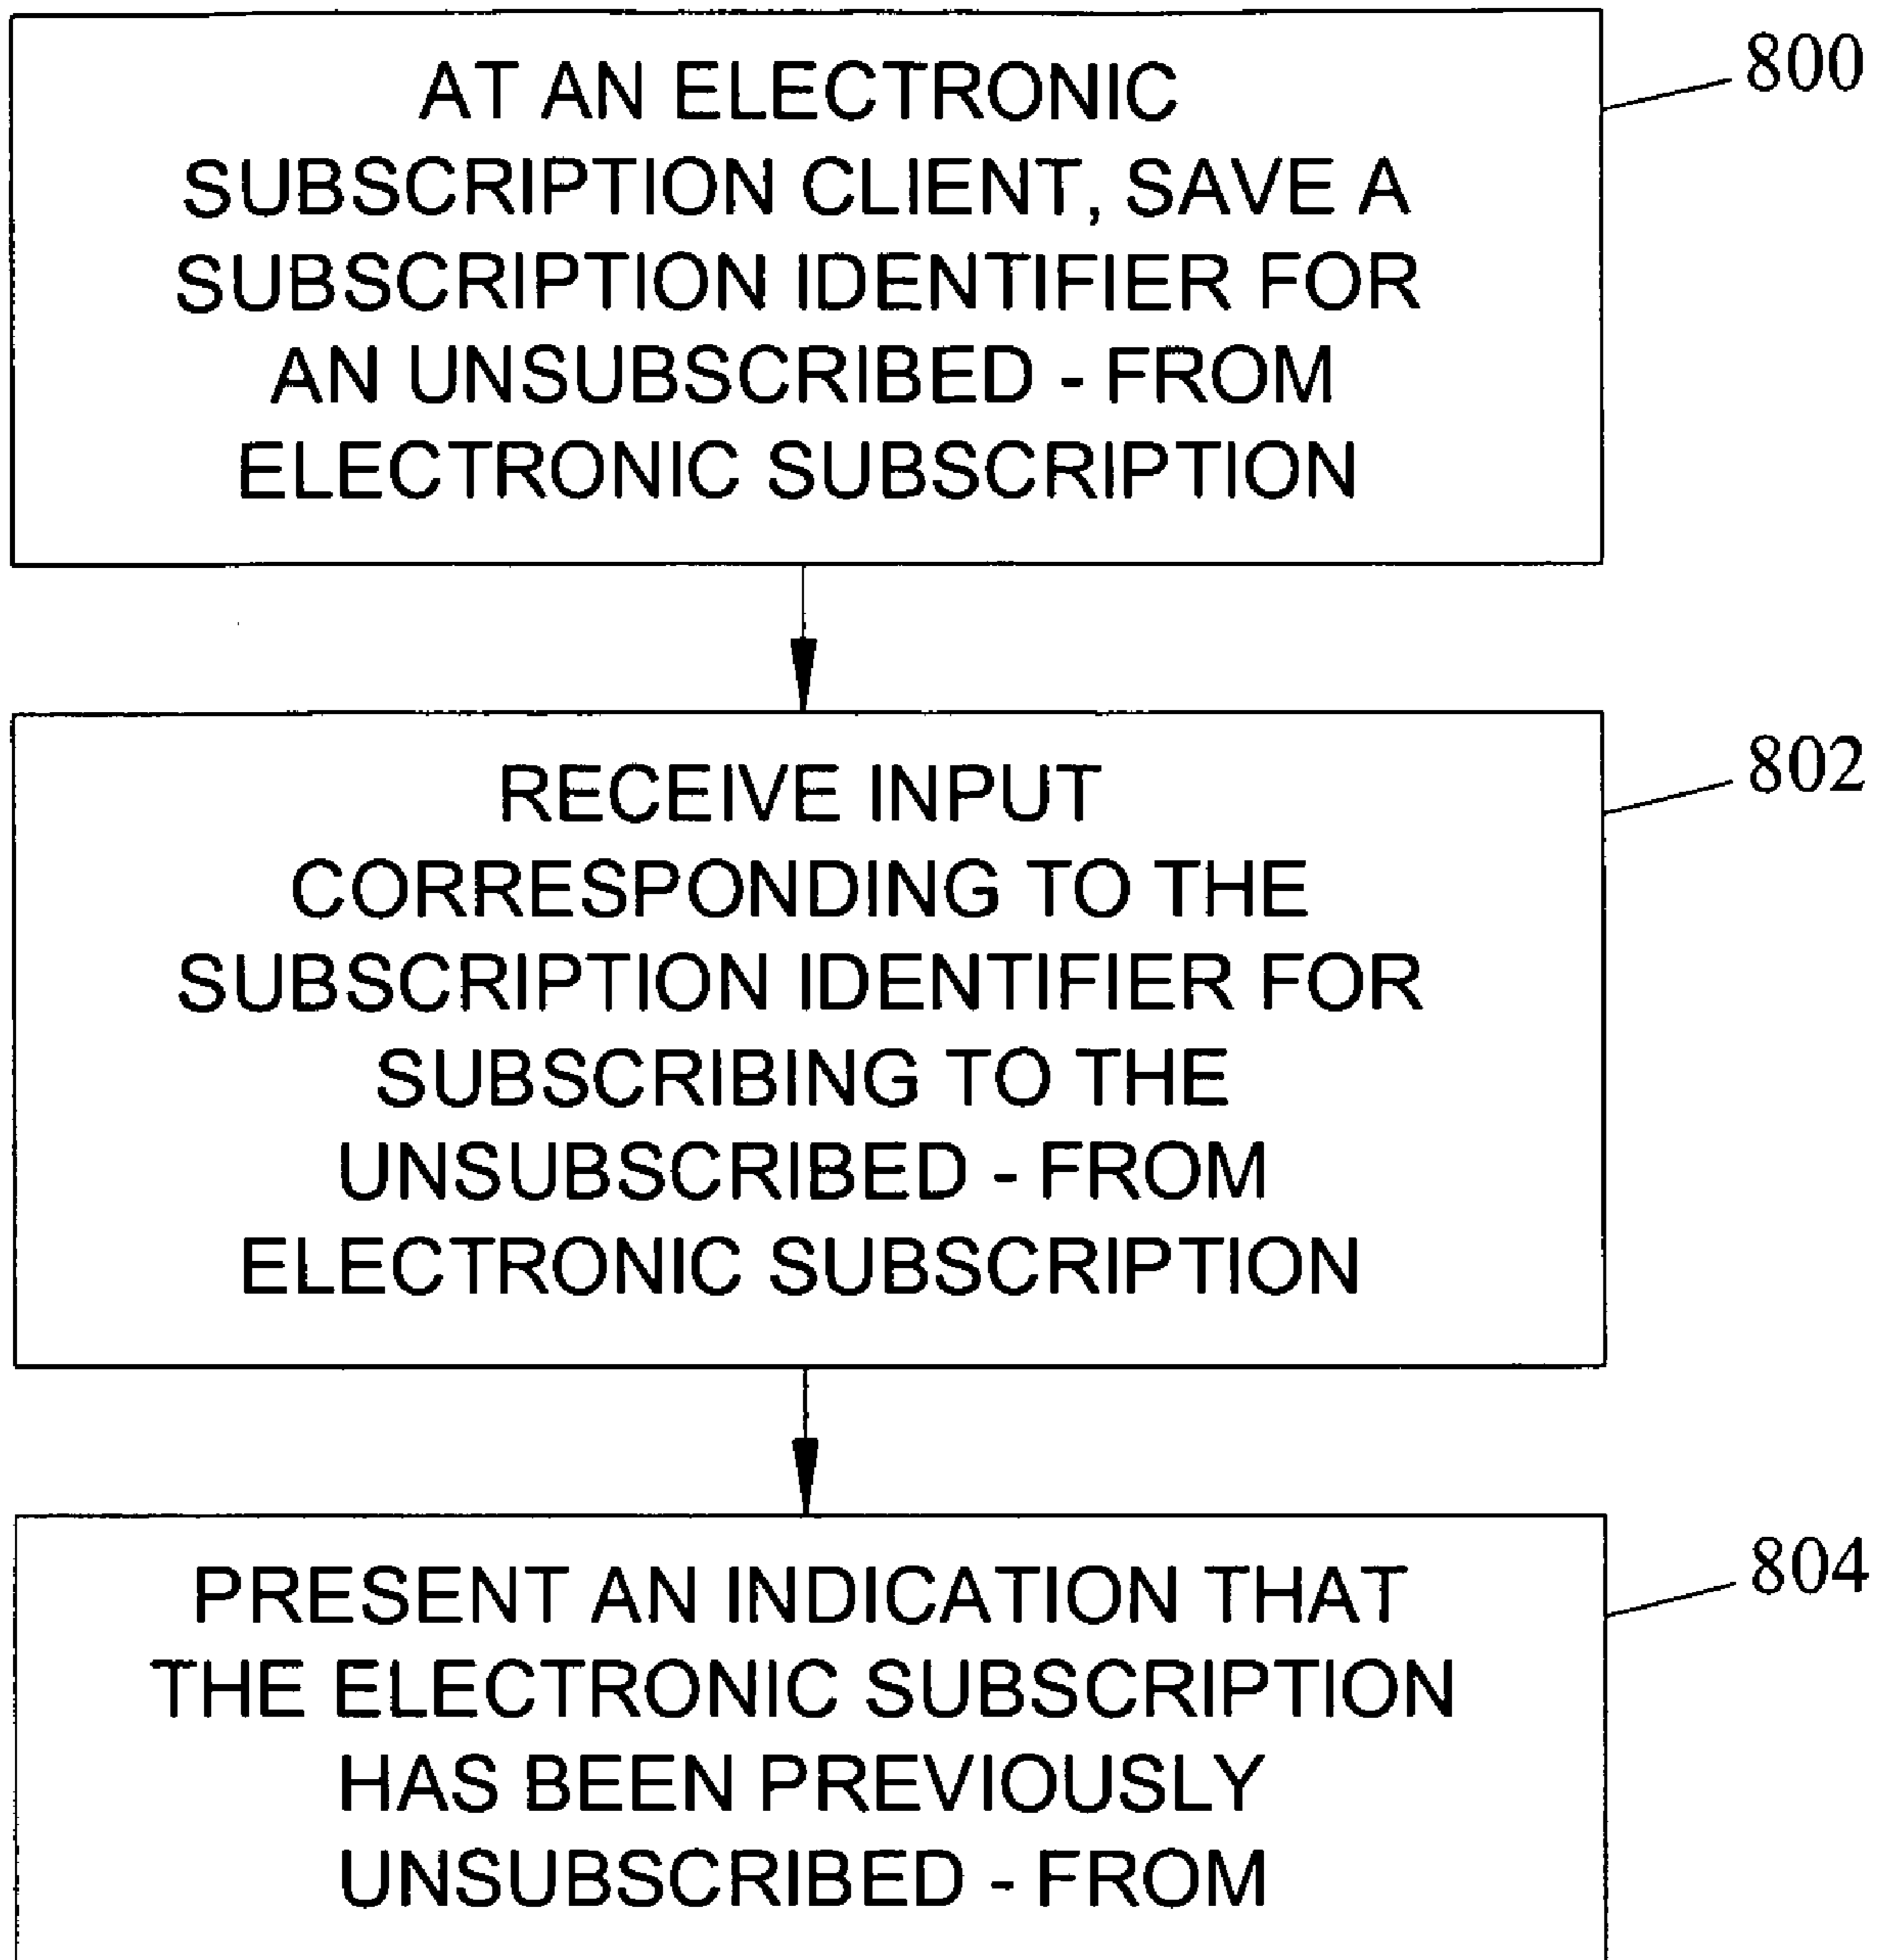 AT AN ELECTRONIC
SUBSCRIPTION CLIENT, SAVE A
SUBSCRIPTION IDENTIFIER FOR
AN UNSUBSCRIBED - FROM
ELECTRONIC SUBSCRIPTION
800
RECEIVE INPUT
CORRESPONDING TO THE
SUBSCRIPTION IDENTIFIER FOR
SUBSCRIBING TO THE
UNSUBSCRIBED - FROM
ELECTRONIC SUBSCRIPTION
802
PRESENT AN INDICATION THAT
THE ELECTRONIC SUBSCRIPTION
HAS BEEN PREVIOUSLY
UNSUBSCRIBED - FROM
804